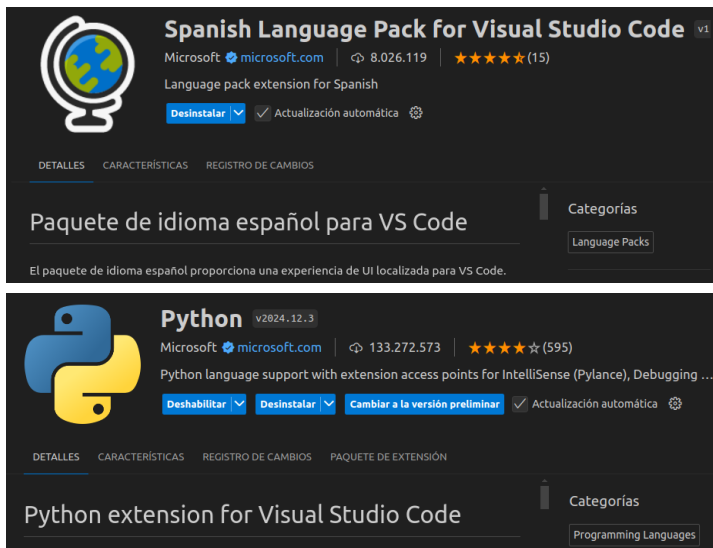 Spanish Language Pack for Visual Studio Code v1
Microsoft microsoft.com 8.026.119 (15)
Language pack extension for Spanish
Desinstalar Actualización automática
DETALLES CARACTERÍSTICAS REGISTRO DE CAMBIOS
Paquete de idioma español para VS Code
Categorías
Language Packs
El paquete de idioma español proporciona una experiencia de UI localizada para VS Code.
Python v2024.12.3
Microsoft microsoft.com 133.272.573 (595)
Python language support with extension access points for IntelliSense (Pylance), Debugging ...
Deshabilitar Desinstalar Cambiar a la versión preliminar Actualización automática
DETALLES CARACTERÍSTICAS REGISTRO DE CAMBIOS PAQUETE DE EXTENSIÓN
Python extension for Visual Studio Code
Categorías
Programming Languages